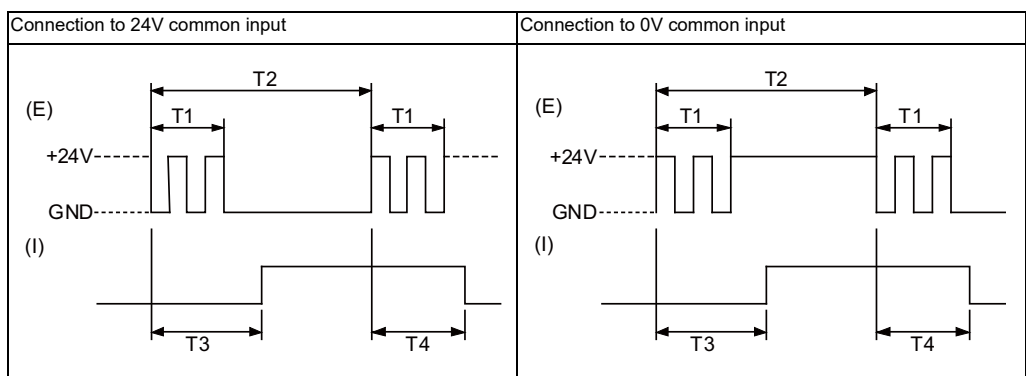 Connection to 24V common input
Connection to 0V common input
T2
(E)
T1
T1
+24V
GND
(I)
T3
T4
T2
(E)
T1
T1
+24V
GND
(I)
T3
T4